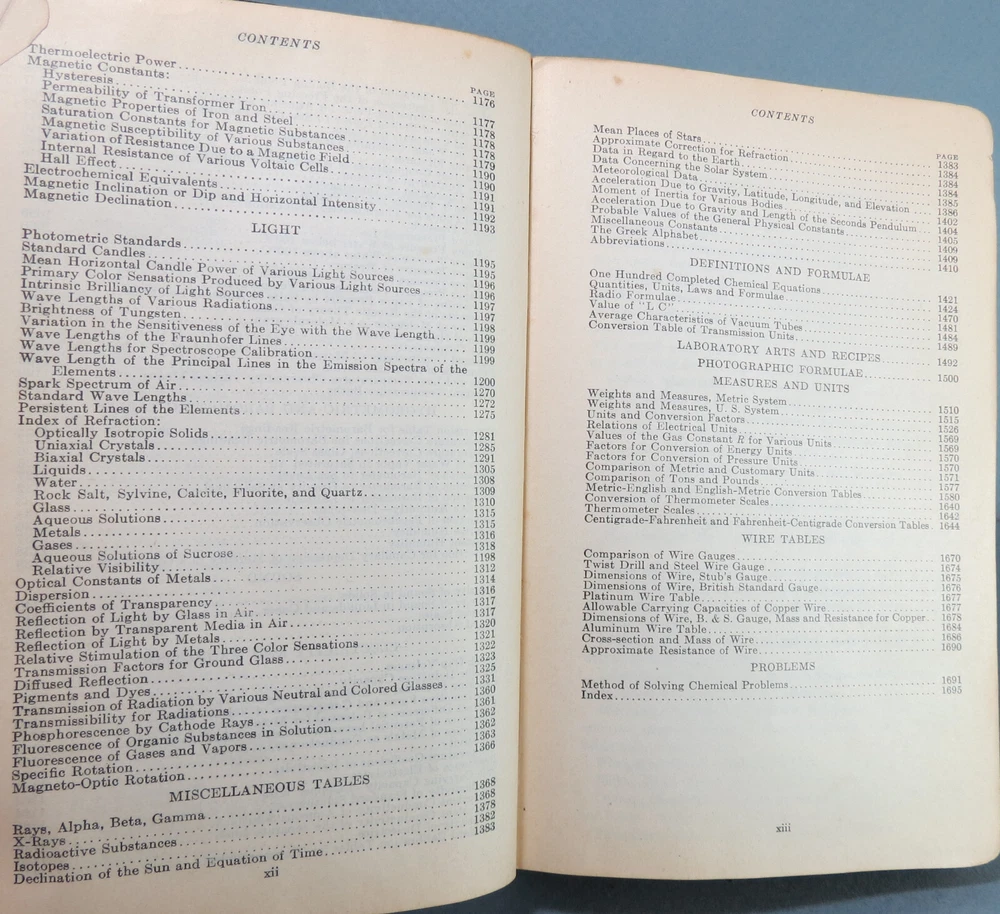 CONTENTS
PAGE
Thermoelectric Power 1176
Magnetic Constants:
Hysteresis 1177
Permeability of Transformer Iron 1178
Magnetic Properties of Iron and Steel 1178
Saturation Constants for Magnetic Substances 1178
Magnetic Susceptibility of Various Substances 1179
Variation of Resistance Due to a Magnetic Field 1190
Internal Resistance of Various Voltaic Cells 1190
Hall Effect 1191
Electrochemical Equivalents 1191
Magnetic Inclination or Dip and Horizontal Intensity 1192
Magnetic Declination 1193
LIGHT
Photometric Standards 1195
Standard Candles 1195
Mean Horizontal Candle Power of Various Light Sources 1196
Primary Color Sensations Produced by Various Light Sources 1196
Intrinsic Brilliancy of Light Sources 1197
Wave Lengths of Various Radiations 1197
Brightness of Tungsten 1198
Variation in the Sensitiveness of the Eye with the Wave Length 1199
Wave Lengths of the Fraunhofer Lines 1199
Wave Lengths for Spectroscope Calibration 1199
Wave Length of the Principal Lines in the Emission Spectra of the
Elements 1200
Spark Spectrum of Air 1270
Standard Wave Lengths 1272
Persistent Lines of the Elements 1275
Index of Refraction:
Optically Isotropic Solids 1281
Uniaxial Crystals 1285
Biaxial Crystals 1291
Liquids 1305
Water 1308
Rock Salt, Sylvine, Calcite, Fluorite, and Quartz 1309
Glass 1310
Aqueous Solutions 1315
Metals 1315
Gases 1316
Aqueous Solutions of Sucrose 1318
Relative Visibility 1198
Optical Constants of Metals 1312
Dispersion 1314
Coefficients of Transparency 1316
Reflection of Light by Glass in Air 1317
Reflection by Transparent Media in Air 1317
Reflection of Light by Metals 1320
Relative Stimulation of the Three Color Sensations 1321
Transmission Factors for Ground Glass 1322
Diffused Reflection 1323
Pigments and Dyes 1325
Transmission of Radiation by Various Neutral and Colored Glasses 1331
Transmissibility for Radiations 1360
Phosphorescence by Cathode Rays 1361
Fluorescence of Organic Substances in Solution 1362
Fluorescence of Gases and Vapors 1362
Specific Rotation 1363
Magneto-Optic Rotation 1366
MISCELLANEOUS TABLES
Rays, Alpha, Beta, Gamma 1368
X-Rays 1368
Radioactive Substances 1378
Isotopes 1382
Declination of the Sun and Equation of Time 1383
xii
CONTENTS
PAGE
Mean Places of Stars 1383
Approximate Correction for Refraction 1384
Data in Regard to the Earth 1384
Data Concerning the Solar System 1384
Meteorological Data 1385
Acceleration Due to Gravity, Latitude, Longitude, and Elevation 1386
Moment of Inertia for Various Bodies 1402
Acceleration Due to Gravity and Length of the Seconds Pendulum 1404
Probable Values of the General Physical Constants 1405
Miscellaneous Constants 1409
The Greek Alphabet 1409
Abbreviations 1410
DEFINITIONS AND FORMULAE
One Hundred Completed Chemical Equations 1421
Quantities, Units, Laws and Formulae 1424
Radio Formulae 1470
Value of "L C" 1481
Average Characteristics of Vacuum Tubes 1484
Conversion Table of Transmission Units 1489
LABORATORY ARTS AND RECIPES 1492
PHOTOGRAPHIC FORMULAE 1500
MEASURES AND UNITS
Weights and Measures, Metric System 1510
Weights and Measures, U. S. System 1515
Units and Conversion Factors 1526
Relations of Electrical Units 1569
Values of the Gas Constant R for Various Units 1569
Factors for Conversion of Energy Units 1570
Factors for Conversion of Pressure Units 1570
Comparison of Metric and Customary Units 1571
Comparison of Tons and Pounds 1577
Metric-English and English-Metric Conversion Tables 1580
Conversion of Thermometer Scales 1640
Thermometer Scales 1642
Centigrade-Fahrenheit and Fahrenheit-Centigrade Conversion Tables 1644
WIRE TABLES
Comparison of Wire Gauges 1670
Twist Drill and Steel Wire Gauge 1674
Dimensions of Wire, Stub's Gauge 1675
Dimensions of Wire, British Standard Gauge 1676
Platinum Wire Table 1677
Allowable Carrying Capacities of Copper Wire 1677
Dimensions of Wire, B. & S. Gauge, Mass and Resistance for Copper 1678
Aluminum Wire Table 1684
Cross-section and Mass of Wire 1686
Approximate Resistance of Wire 1690
PROBLEMS
Method of Solving Chemical Problems 1691
Index 1695
xiii